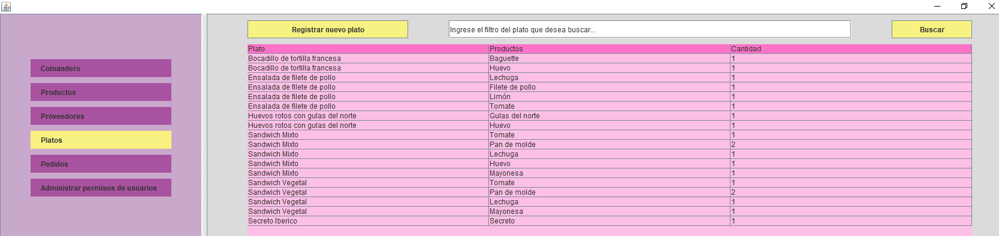 Registrar nuevo plato Ingrese el filtro del plato que desea buscar... Buscar
Comandero
Productos
Proveedores
Platos
Pedidos
Administrar permisos de usuarios
Plato Productos Cantidad
Bocadillo de tortilla francesa Baguette 1
Bocadillo de tortilla francesa Huevo 1
Ensalada de filete de pollo Lechuga 1
Ensalada de filete de pollo Filete de pollo 1
Ensalada de filete de pollo Limón 1
Ensalada de filete de pollo Tomate 1
Huevos rotos con gulas del norte Gulas del norte 1
Huevos rotos con gulas del norte Huevo 1
Sandwich Mixto Tomate 1
Sandwich Mixto Pan de molde 2
Sandwich Mixto Lechuga 1
Sandwich Mixto Huevo 1
Sandwich Mixto Mayonesa 1
Sandwich Vegetal Tomate 1
Sandwich Vegetal Pan de molde 2
Sandwich Vegetal Lechuga 1
Sandwich Vegetal Mayonesa 1
Secreto Iberico Secreto 1